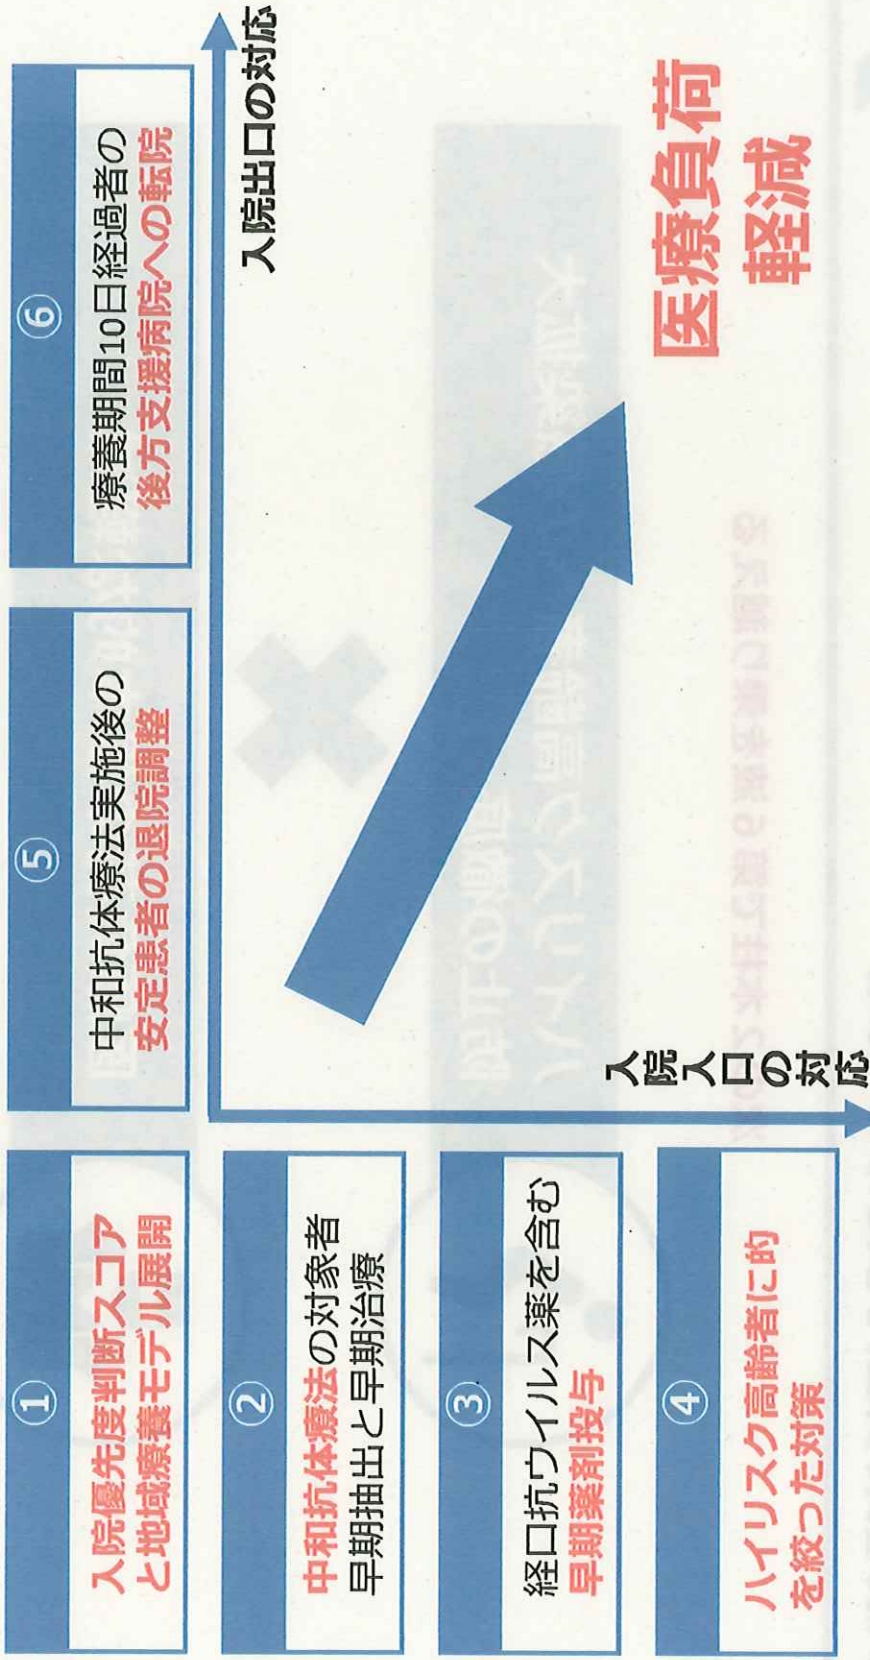 ①
入院優先度判断スコア
と地域療養モデル展開
②
中和抗体療法の対象者
早期抽出と早期治療
③
経口抗ウイルス薬を含む
早期薬剤投与
④
ハイリスク高齢者に的
を絞った対策
⑤
中和抗体療法実施後の
安定患者の退院調整
⑥
療養期間10日経過者の
後方支援病院への転院
入院出口の対応
入院入口の対応
医療負荷
軽減